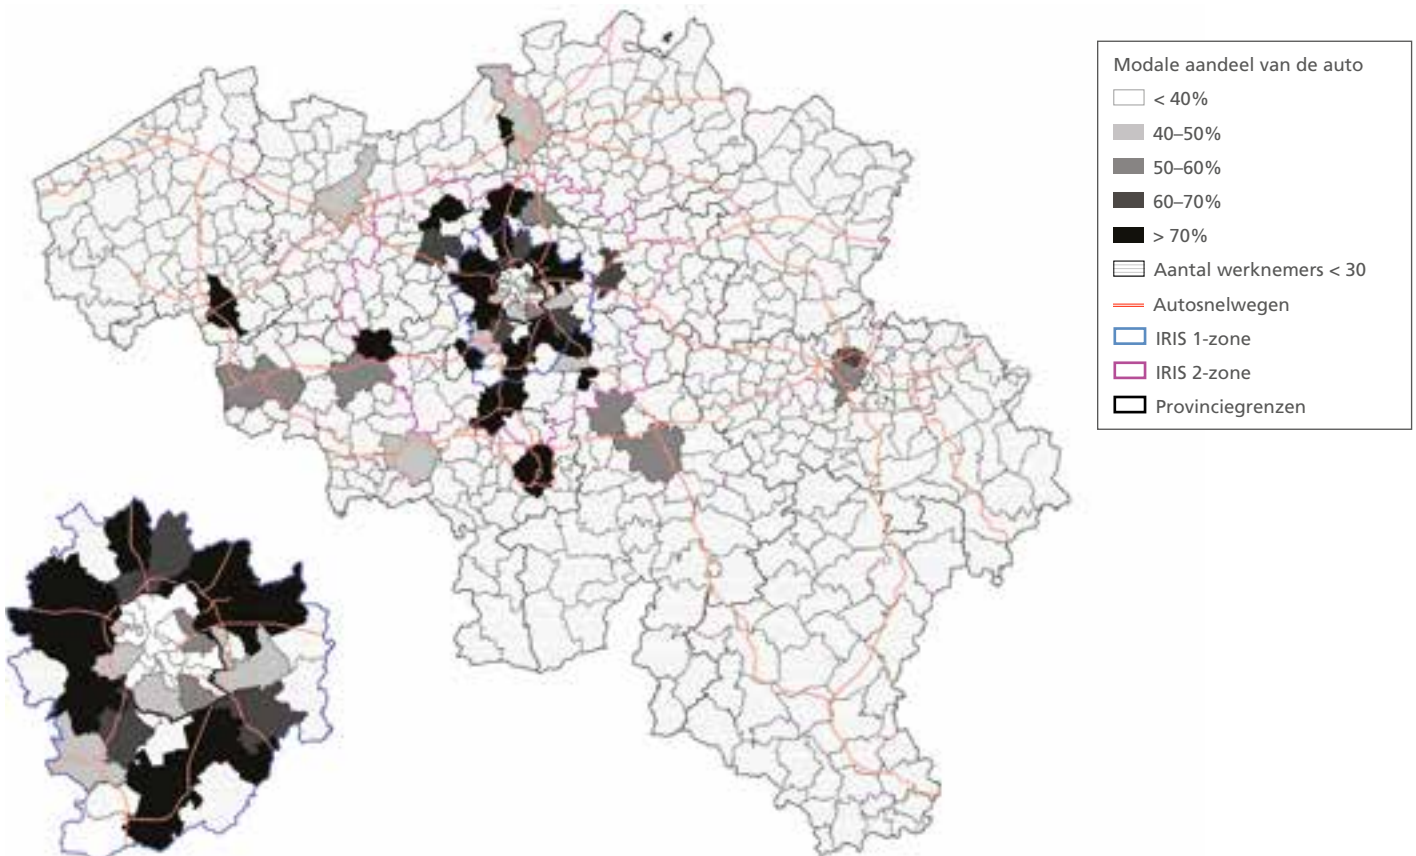 Modale aandeel van de auto
< 40%
40–50%
50–60%
60–70%
> 70%
Aantal werknemers < 30
Autosnelwegen
IRIS 1-zone
IRIS 2-zone
Provinciegrenzen